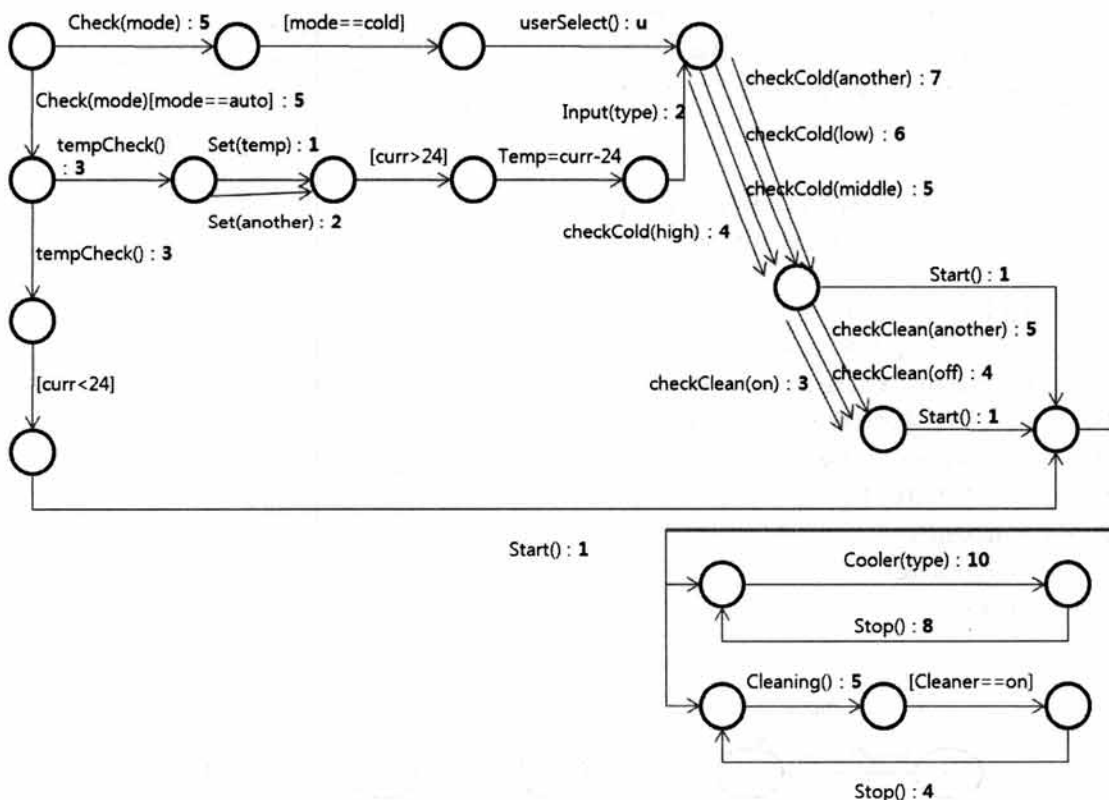 Check(mode) : 5
[mode==cold]
userSelect() : u
checkCold(another) : 7
Check(mode)[mode==auto] : 5
Input(type) : 2
checkCold(low) : 6
tempCheck()
: 3
Set(temp) : 1
[curr>24]
Temp=curr-24
checkCold(middle) : 5
Set(another) : 2
checkCold(high) : 4
tempCheck() : 3
Start() : 1
checkClean(another) : 5
[curr<24]
checkClean(on) : 3
checkClean(off) : 4
Start() : 1
Start() : 1
Cooler(type) : 10
Stop() : 8
Cleaning() : 5
[Cleaner==on]
Stop() : 4